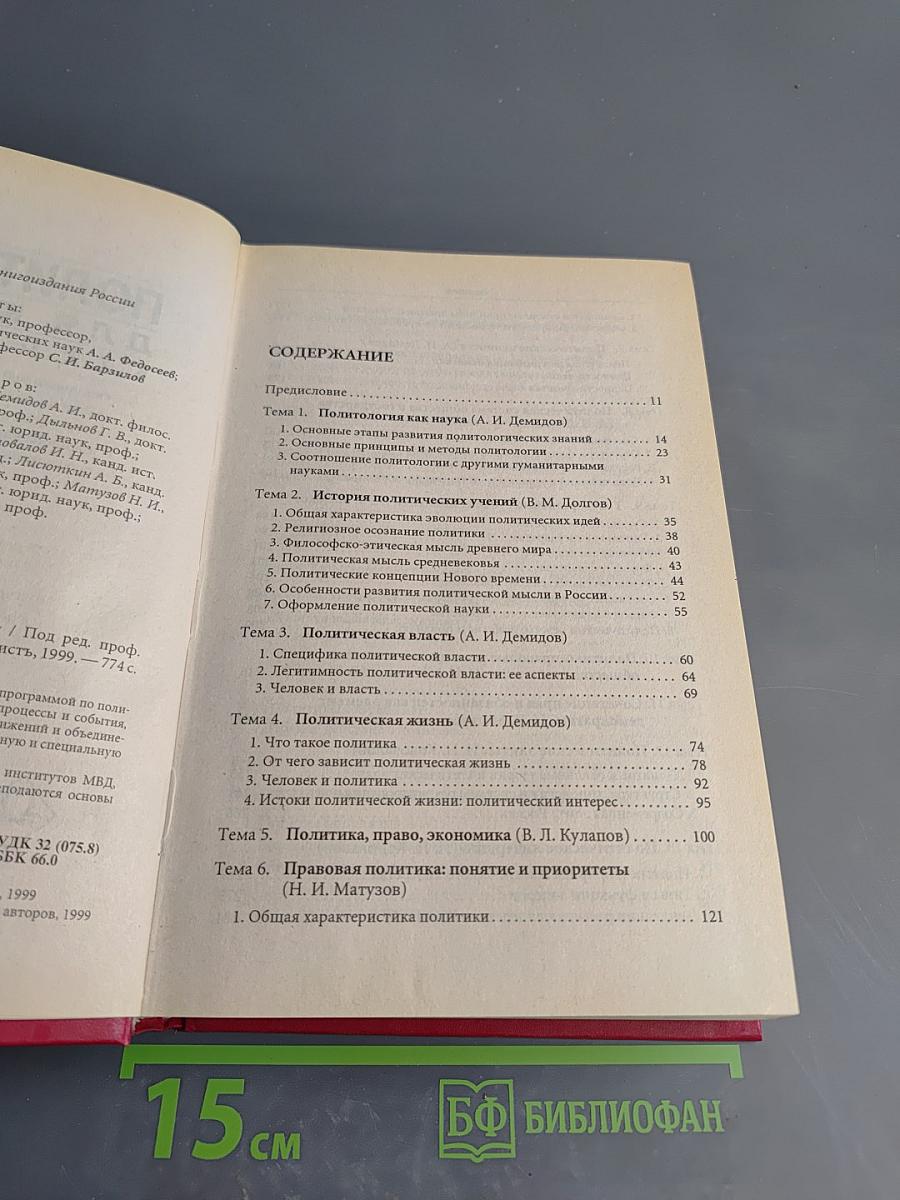 нигоиздания России
ты:
ук, профессор,
ических наук А. А. Федосеев;
фессор С. И. Барзилов
р о в:
Демидов А. И., докт. филос.
проф.; Дыльнов Г. В., докт.
т. юрид. наук, проф.;
новалов И. Н., канд. ист.
ц.; Лисюткин А. Б., канд.
к, проф.; Матузов Н. И.,
с. юрид. наук, проф.;
проф.
/ Под ред. проф.
истъ, 1999. — 774 с.
программой по поли-
процессы и события,
ижений и объедине-
ную и специальную
институтов МВД,
еподаются основы
УДК 32 (075.8)
ББК 66.0
, 1999
авторов, 1999
СОДЕРЖАНИЕ
Предисловие ........ 11
Тема 1. Политология как наука (А. И. Демидов)
1. Основные этапы развития политологических знаний ........ 14
2. Основные принципы и методы политологии ........ 23
3. Соотношение политологии с другими гуманитарными
науками ........ 31
Тема 2. История политических учений (В. М. Долгов)
1. Общая характеристика эволюции политических идей ........ 35
2. Религиозное осознание политики ........ 38
3. Философско-этическая мысль древнего мира ........ 40
4. Политическая мысль средневековья ........ 43
5. Политические концепции Нового времени ........ 44
6. Особенности развития политической мысли в России ........ 52
7. Оформление политической науки ........ 55
Тема 3. Политическая власть (А. И. Демидов)
1. Специфика политической власти ........ 60
2. Легитимность политической власти: ее аспекты ........ 64
3. Человек и власть ........ 69
Тема 4. Политическая жизнь (А. И. Демидов)
1. Что такое политика ........ 74
2. От чего зависит политическая жизнь ........ 78
3. Человек и политика ........ 92
4. Истоки политической жизни: политический интерес ........ 95
Тема 5. Политика, право, экономика (В. Л. Кулапов) ....... 100
Тема 6. Правовая политика: понятие и приоритеты
(Н. И. Матузов)
1. Общая характеристика политики ........ 121
15 см
БФ БИБЛИОФАН